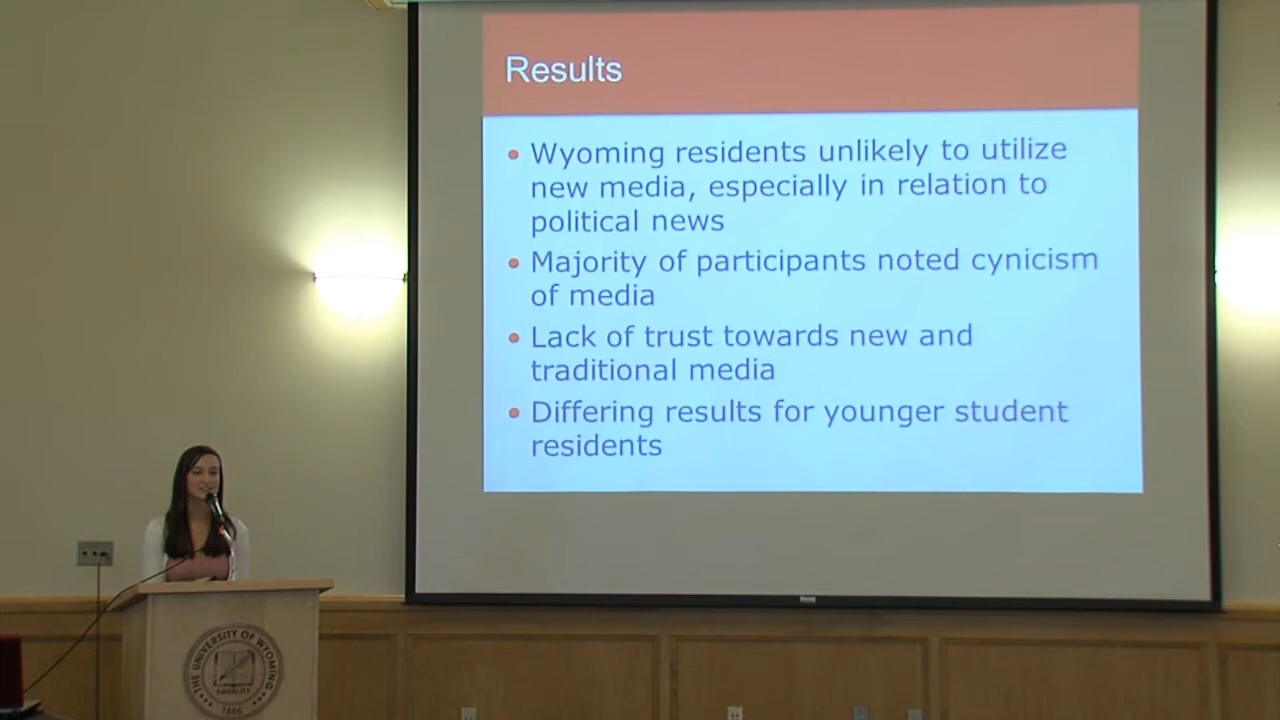 Results
• Wyoming residents unlikely to utilize
new media, especially in relation to
political news
• Majority of participants noted cynicism
of media
• Lack of trust towards new and
traditional media
• Differing results for younger student
residents
THE UNIVERSITY OF WYOMING
EQUALITY
1886